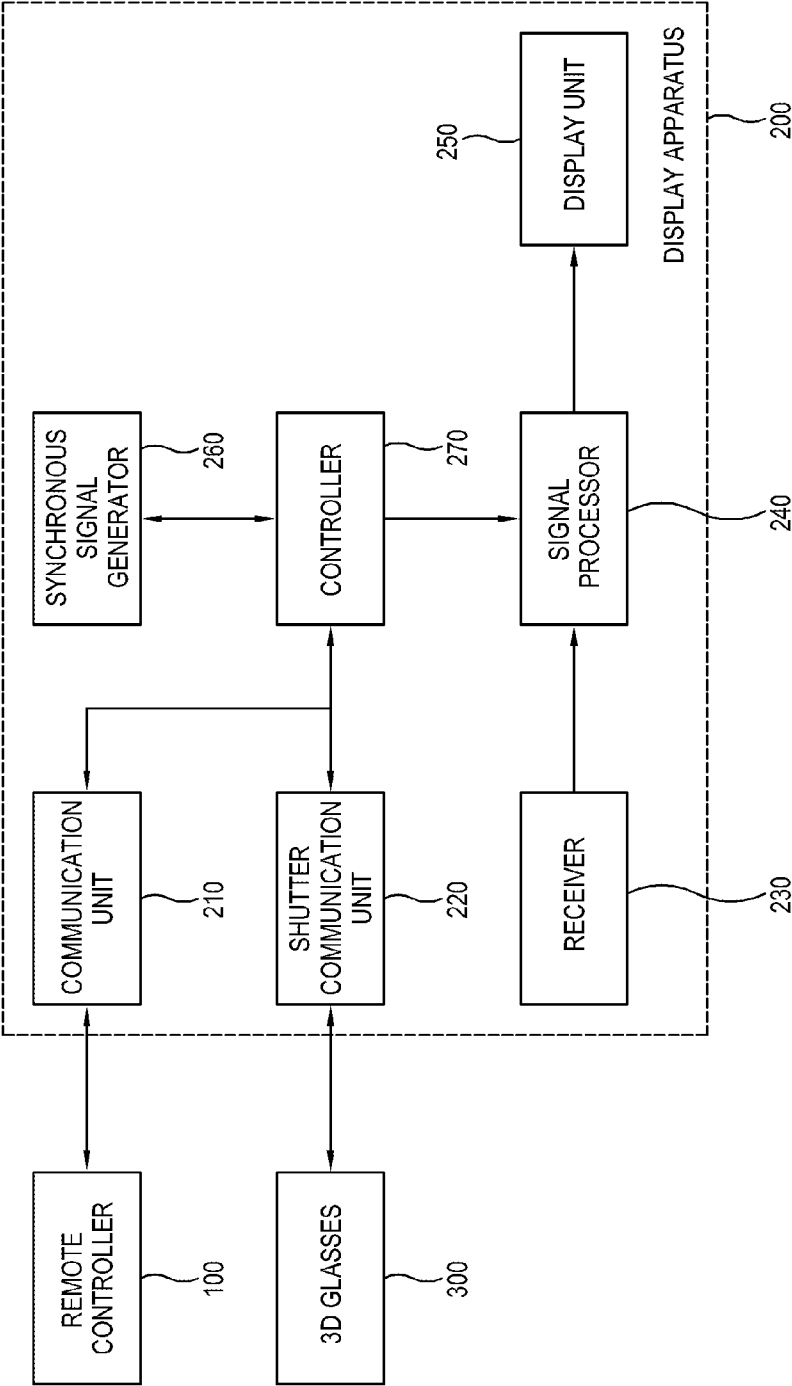 REMOTE
CONTROLLER
100
COMMUNICATION
UNIT
210
SYNCHRONOUS
SIGNAL
GENERATOR
260
3D GLASSES
300
SHUTTER
COMMUNICATION
UNIT
220
CONTROLLER
270
RECEIVER
230
SIGNAL
PROCESSOR
240
DISPLAY UNIT
250
DISPLAY APPARATUS
200